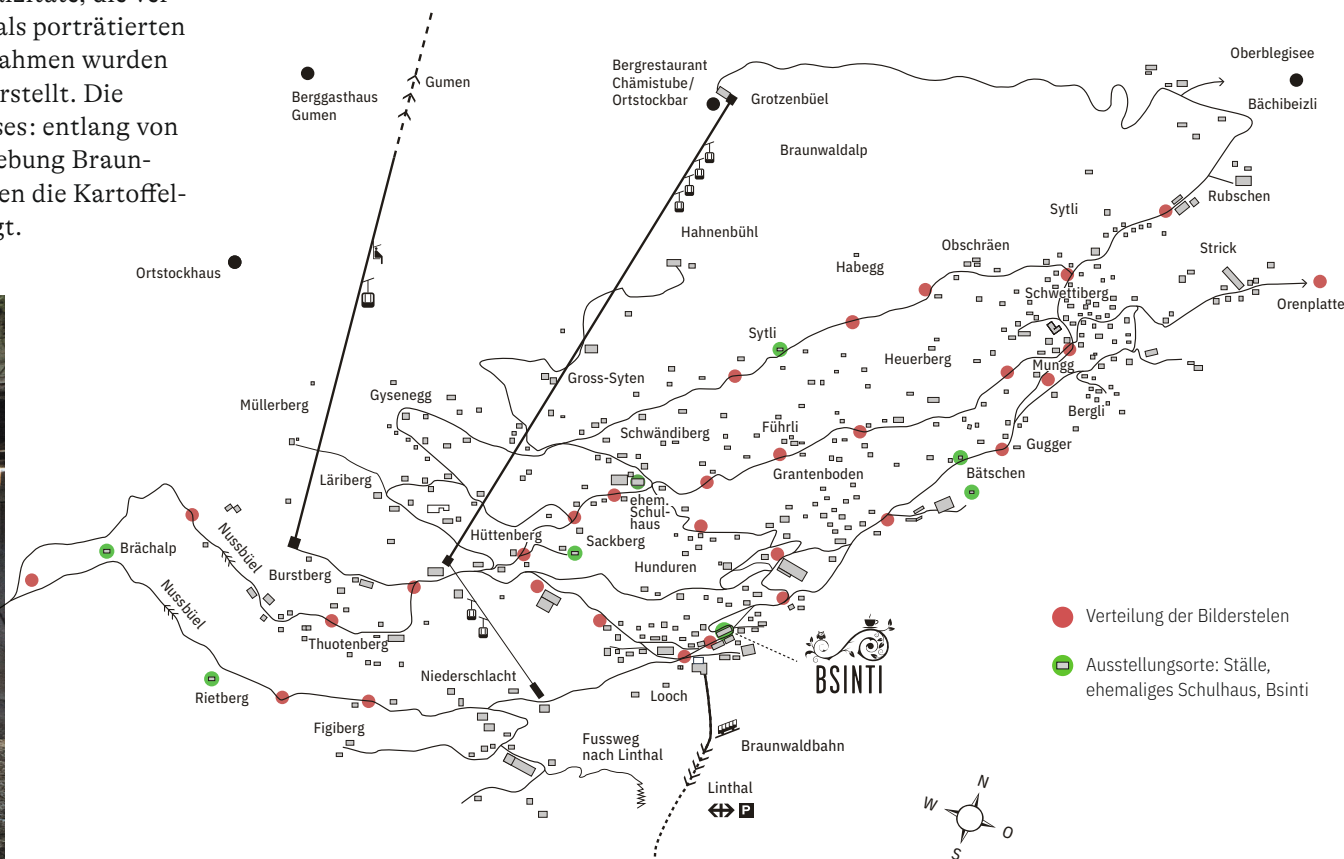 als porträtierten
ahmen wurden
rstellt. Die
ses: entlang von
gebung Braun-
en die Kartoffel-
gt.
Gumen
Berggasthaus
Gumen
Ortstockhaus
Bergrestaurant
Chämistube/
Ortstockbar
Grotzenbüel
Braunwaldalp
Hahnenbühl
Oberblegisee
Bächibeizli
Rubschen
Sytli
Strick
Obschräen
Habegg
Schwettiberg
Orenplatte
Sytli
Heuerberg
Mungg
Bergli
Gross-Syten
Gysenegg
Müllerberg
Schwändiberg
Führli
Gugger
Grantenboden
Bätschen
Läriberg
ehem.
Schul-
haus
Hüttenberg
Sackberg
Hunduren
Brächalp
Nussbüel
Burstberg
Nussbüel
Thuotenberg
Niederschlacht
Rietberg
Looch
BSINTI
Figiberg
Fussweg
nach Linthal
Braunwaldbahn
Linthal
P
Verteilung der Bilderstelen
Ausstellungsorte: Ställe,
ehemaliges Schulhaus, Bsinti
N
W
O
S